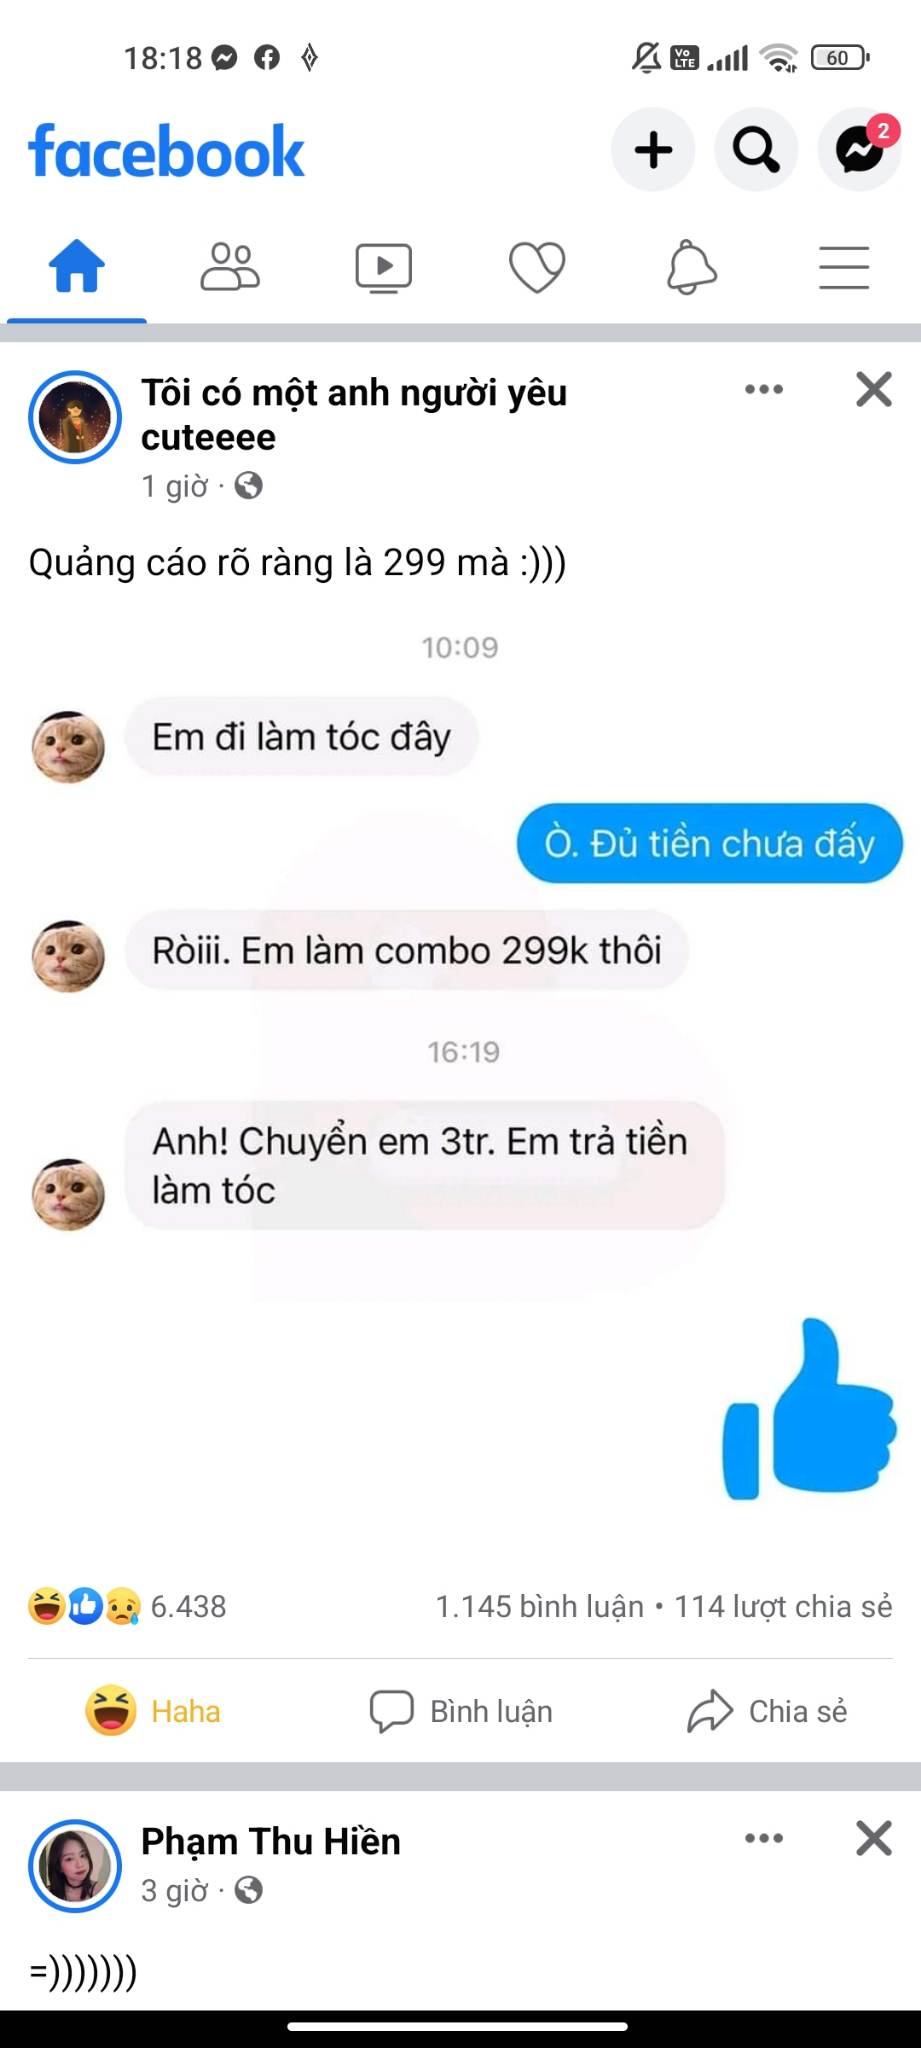 18:18
Vo LTE
60
facebook
2
Tôi có một anh người yêu
cuteeee
1 giờ ·
Quảng cáo rõ ràng là 299 mà :)))
10:09
Em đi làm tóc đây
Ò. Đủ tiền chưa đấy
Ròiii. Em làm combo 299k thôi
16:19
Anh! Chuyển em 3tr. Em trả tiền
làm tóc
6.438
1.145 bình luận • 114 lượt chia sẻ
Haha
Bình luận
Chia sẻ
Phạm Thu Hiền
3 giờ ·
=)))))))